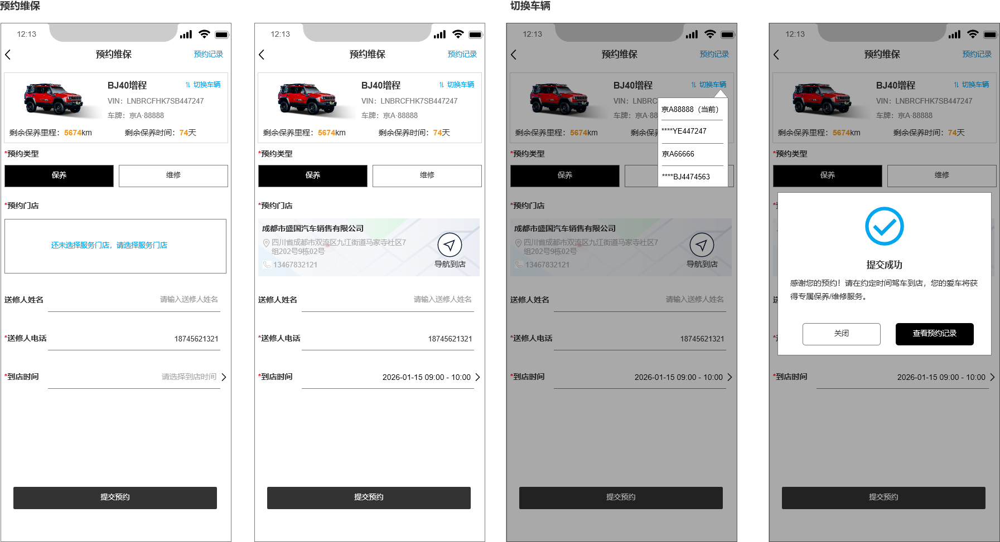 预约维保
12:13
预约维保
预约记录
BJ40增程
切换车辆
VIN：LNBRCFHK7SB447247
车牌：京A·88888
剩余保养里程：5674km
剩余保养时间：74天
*预约类型
保养
维修
*预约门店
还未选择服务门店，请选择服务门店
送修人姓名
请输入送修人姓名
*送修人电话
18745621321
*到店时间
请选择到店时间
提交预约
12:13
预约维保
预约记录
BJ40增程
切换车辆
VIN：LNBRCFHK7SB447247
车牌：京A·88888
剩余保养里程：5674km
剩余保养时间：74天
*预约类型
保养
维修
*预约门店
成都市盛国汽车销售有限公司
四川省成都市双流区九江街道马家寺社区7
组202号9栋02号
13467832121
导航到店
送修人姓名
请输入送修人姓名
*送修人电话
18745621321
*到店时间
2026-01-15 09:00 - 10:00
提交预约
切换车辆
12:13
预约维保
预约记录
BJ40增程
切换车辆
VIN：LNBRC
车牌：京A·88
剩余保养里程：5674km
剩余保
京A88888（当前）
****YE447247
京A66666
****BJ4474563
*预约类型
保养
*预约门店
成都市盛国汽车销售有限公司
四川省成都市双流区九江街道马家寺社区7
组202号9栋02号
13467832121
导航到店
送修人姓名
请输入送修人姓名
*送修人电话
18745621321
*到店时间
2026-01-15 09:00 - 10:00
提交预约
12:13
预约维保
预约记录
BJ40增程
切换车辆
VIN：LNBRCFHK7SB447247
车牌：京A·88888
剩余保养里程：5674km
剩余保养时间：74天
*预约类型
保养
维修
提交成功
感谢您的预约！请在约定时间驾车到店，您的爱车将获
得专属保养/维修服务。
关闭
查看预约记录
*到店时间
2026-01-15 09:00 - 10:00
提交预约